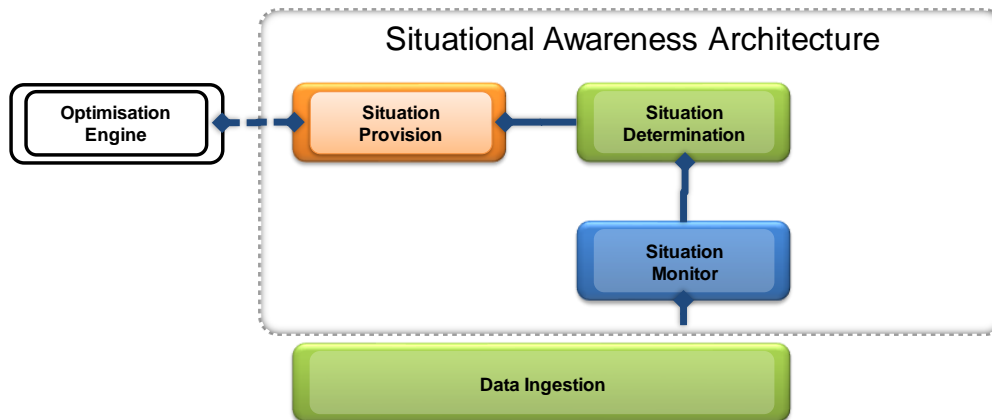 Situational Awareness Architecture
Optimisation
Engine
Situation
Provision
Situation
Determination
Situation
Monitor
Data Ingestion